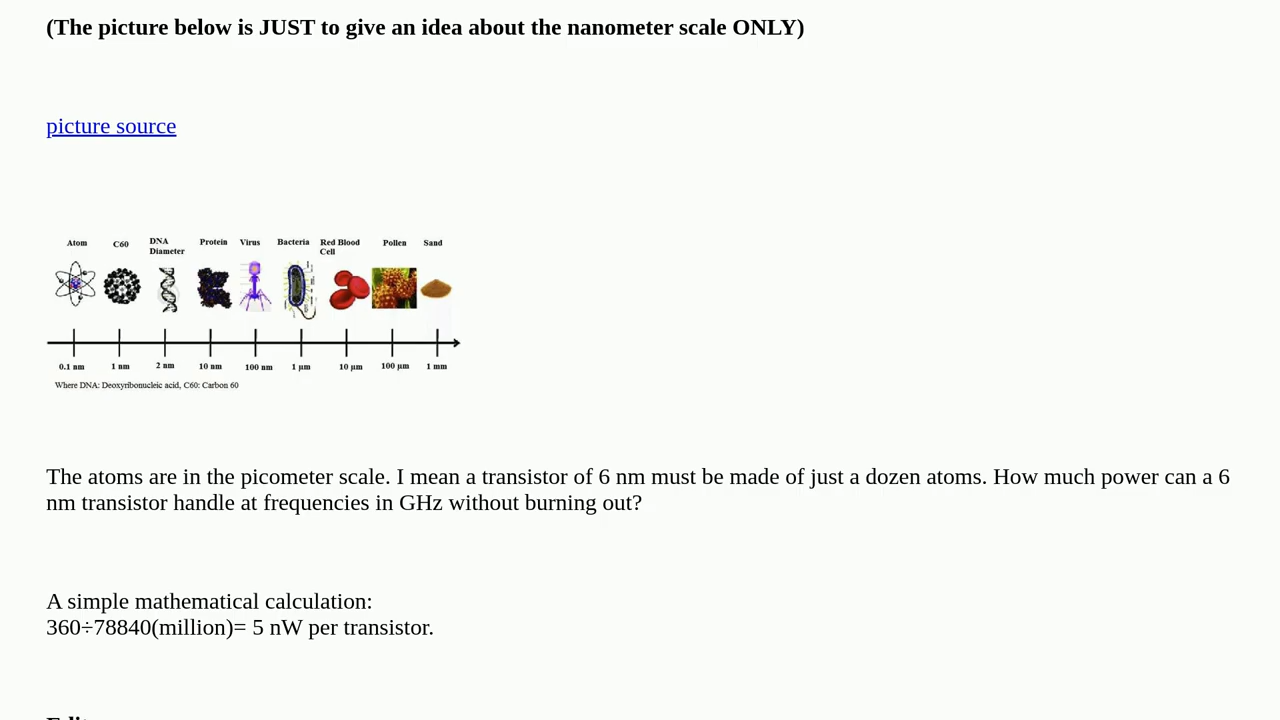 (The picture below is JUST to give an idea about the nanometer scale ONLY)
picture source
Atom C60 DNA Diameter Protein Virus Bacteria Red Blood Cell Pollen Sand
0.1 nm 1 nm 2 nm 10 nm 100 nm 1 μm 10 μm 100 μm 1 mm
Where DNA: Deoxyribonucleic acid, C60: Carbon 60
The atoms are in the picometer scale. I mean a transistor of 6 nm must be made of just a dozen atoms. How much power can a 6
nm transistor handle at frequencies in GHz without burning out?
A simple mathematical calculation:
360÷78840(million)= 5 nW per transistor.